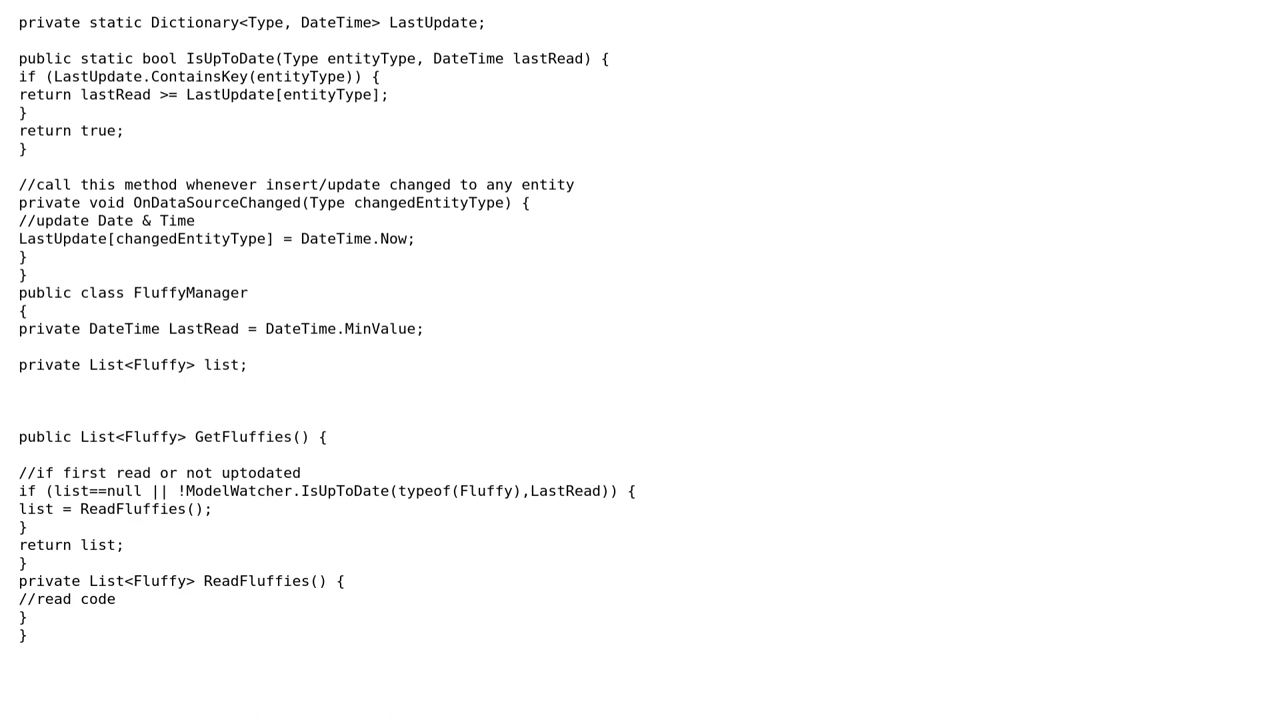 private static Dictionary<Type, DateTime> LastUpdate;
public static bool IsUpToDate(Type entityType, DateTime lastRead) {
if (LastUpdate.ContainsKey(entityType)) {
return lastRead >= LastUpdate[entityType];
}
return true;
}
//call this method whenever insert/update changed to any entity
private void OnDataSourceChanged(Type changedEntityType) {
//update Date & Time
LastUpdate[changedEntityType] = DateTime.Now;
}
}
public class FluffyManager
{
private DateTime LastRead = DateTime.MinValue;
private List<Fluffy> list;
public List<Fluffy> GetFluffies() {
//if first read or not uptodated
if (list==null || !ModelWatcher.IsUpToDate(typeof(Fluffy),LastRead)) {
list = ReadFluffies();
}
return list;
}
private List<Fluffy> ReadFluffies() {
//read code
}
}